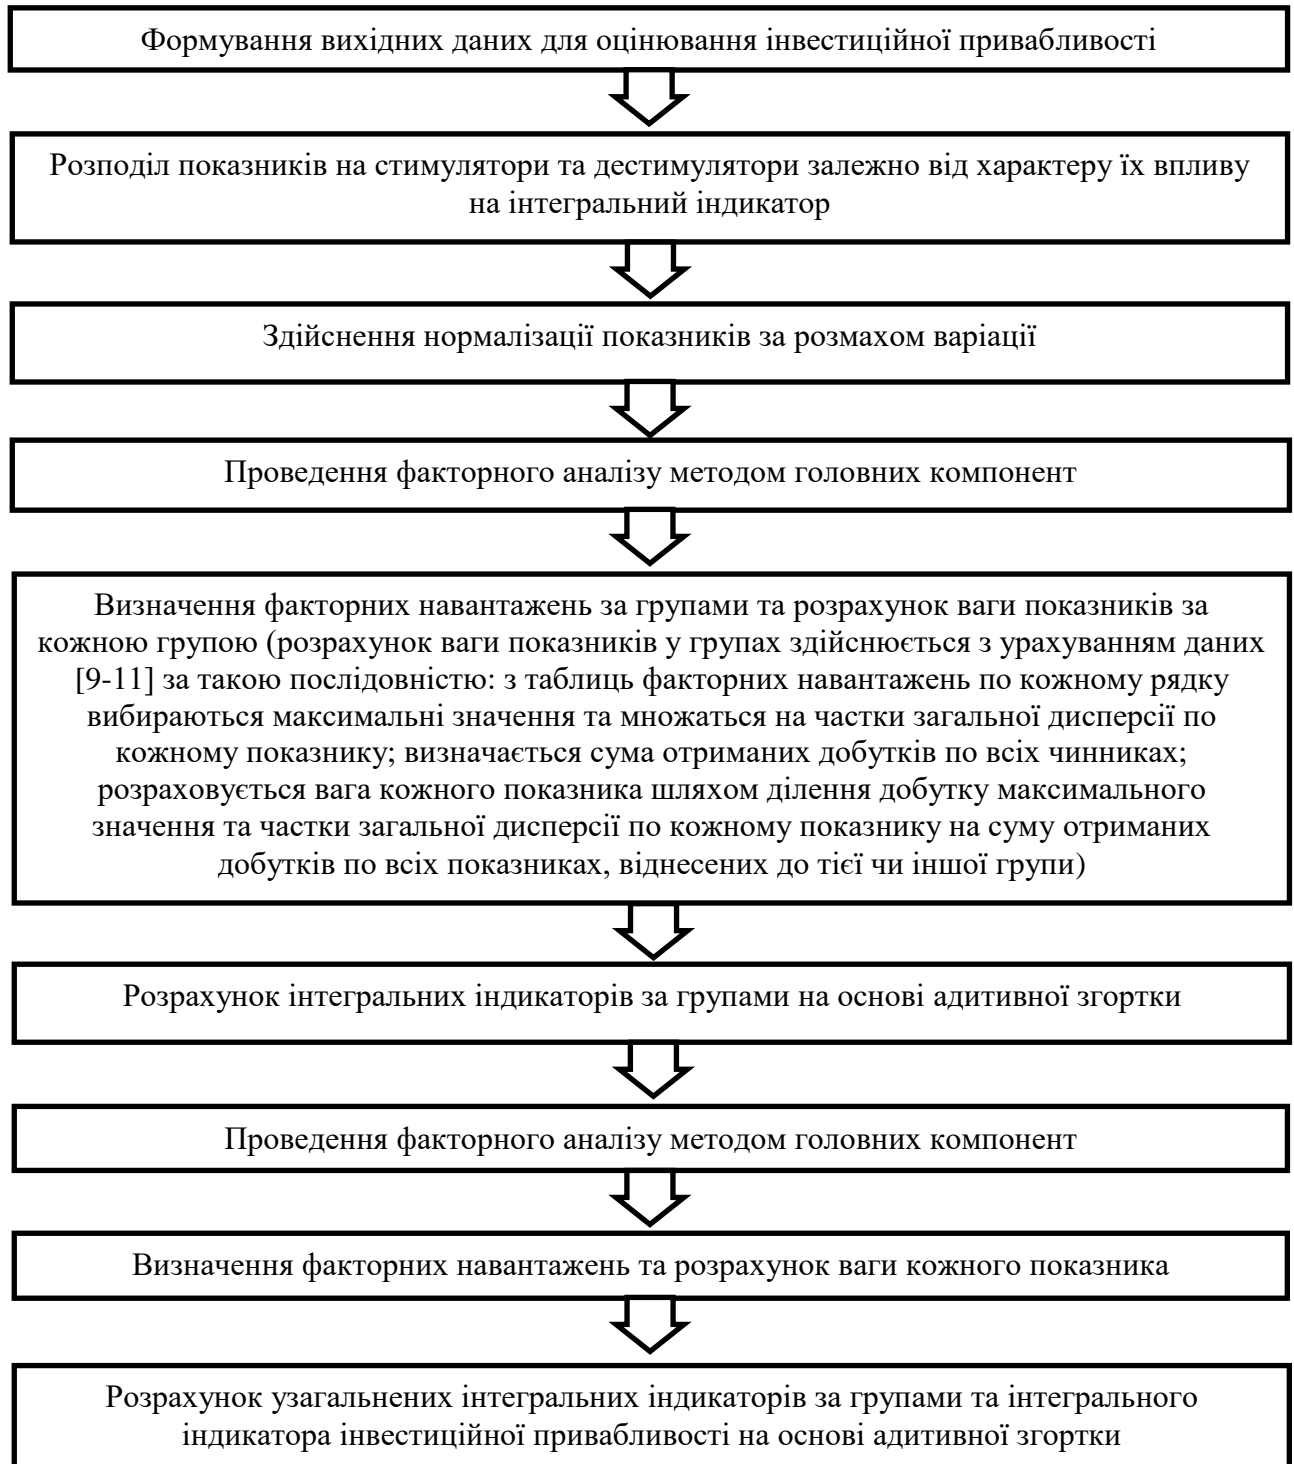 Формування вихідних даних для оцінювання інвестиційної привабливості
Розподіл показників на стимулятори та дестимулятори залежно від характеру їх впливу
на інтегральний індикатор
Здійснення нормалізації показників за розмахом варіації
Проведення факторного аналізу методом головних компонент
Визначення факторних навантажень за групами та розрахунок ваги показників за
кожною групою (розрахунок ваги показників у групах здійснюється з урахуванням даних
[9-11] за такою послідовністю: з таблиць факторних навантажень по кожному рядку
вибираються максимальні значення та множаться на частки загальної дисперсії по
кожному показнику; визначається сума отриманих добутків по всіх чинниках;
розраховується вага кожного показника шляхом ділення добутку максимального
значення та частки загальної дисперсії по кожному показнику на суму отриманих
добутків по всіх показниках, віднесених до тієї чи іншої групи)
Розрахунок інтегральних індикаторів за групами на основі адитивної згортки
Проведення факторного аналізу методом головних компонент
Визначення факторних навантажень та розрахунок ваги кожного показника
Розрахунок узагальнених інтегральних індикаторів за групами та інтегрального
індикатора інвестиційної привабливості на основі адитивної згортки